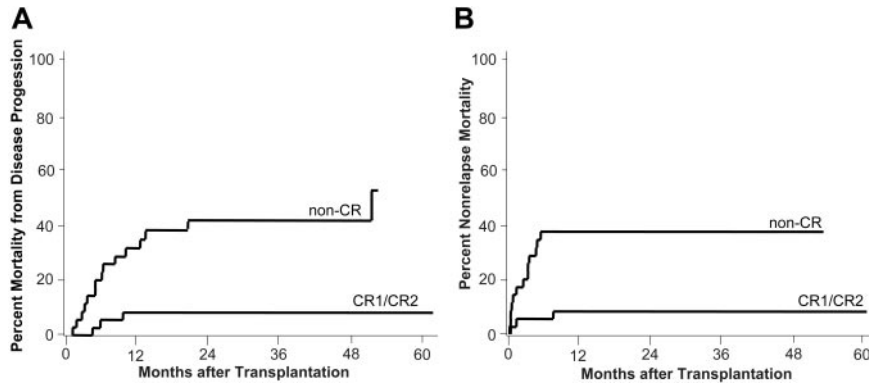 A
Percent Mortality from Disease Progession
100
80
60
40
20
0
non-CR
CR1/CR2
0 12 24 36 48 60
Months after Transplantation
B
Percent Nonrelapse Mortality
100
80
60
40
20
0
non-CR
CR1/CR2
0 12 24 36 48 60
Months after Transplantation